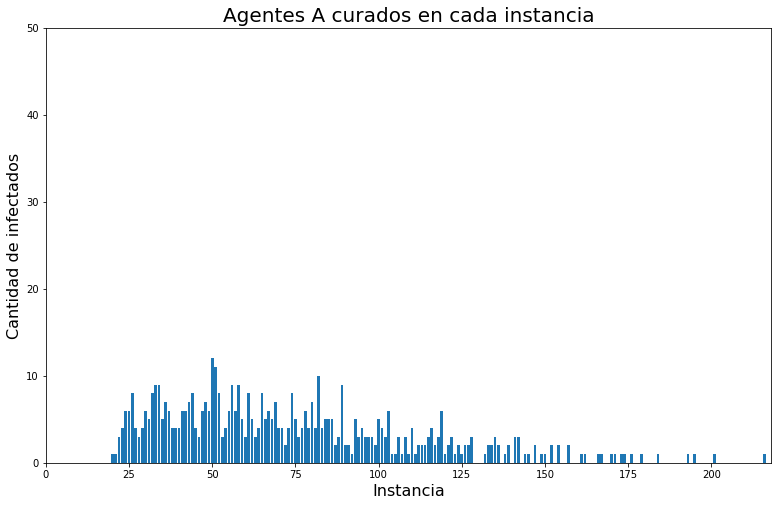 Agentes A curados en cada instancia
50
40
30
20
10
0
Cantidad de infectados
0 25 50 75 100 125 150 175 200
Instancia